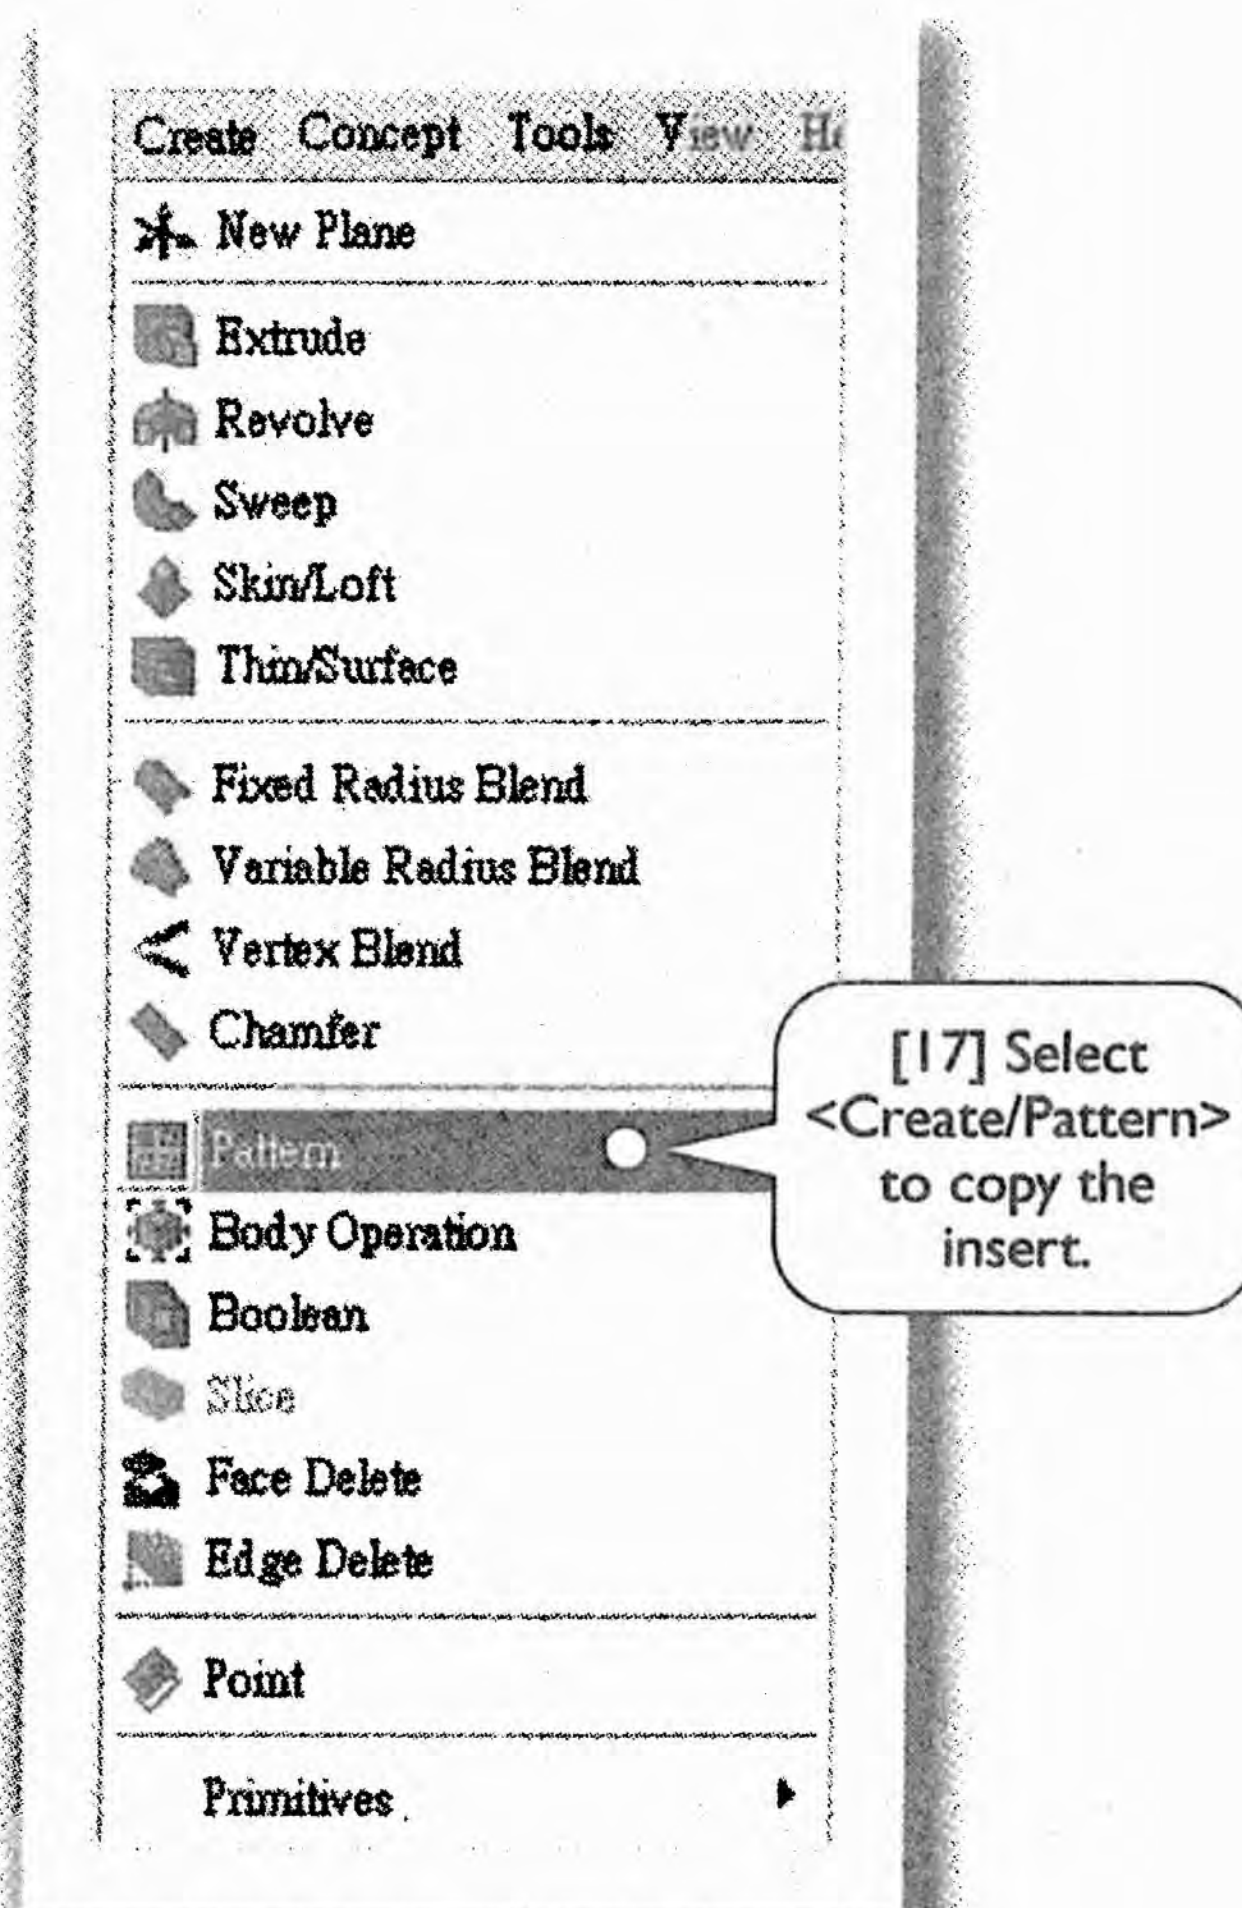 Create Concept Tools View He
New Plane
Extrude
Revolve
Sweep
Skin/Loft
Thin/Surface
Fixed Radius Blend
Variable Radius Blend
Vertex Blend
Chamfer
Pattern
Body Operation
Boolean
Slice
Face Delete
Edge Delete
Point
Primitives
[17] Select
<Create/Pattern>
to copy the
insert.